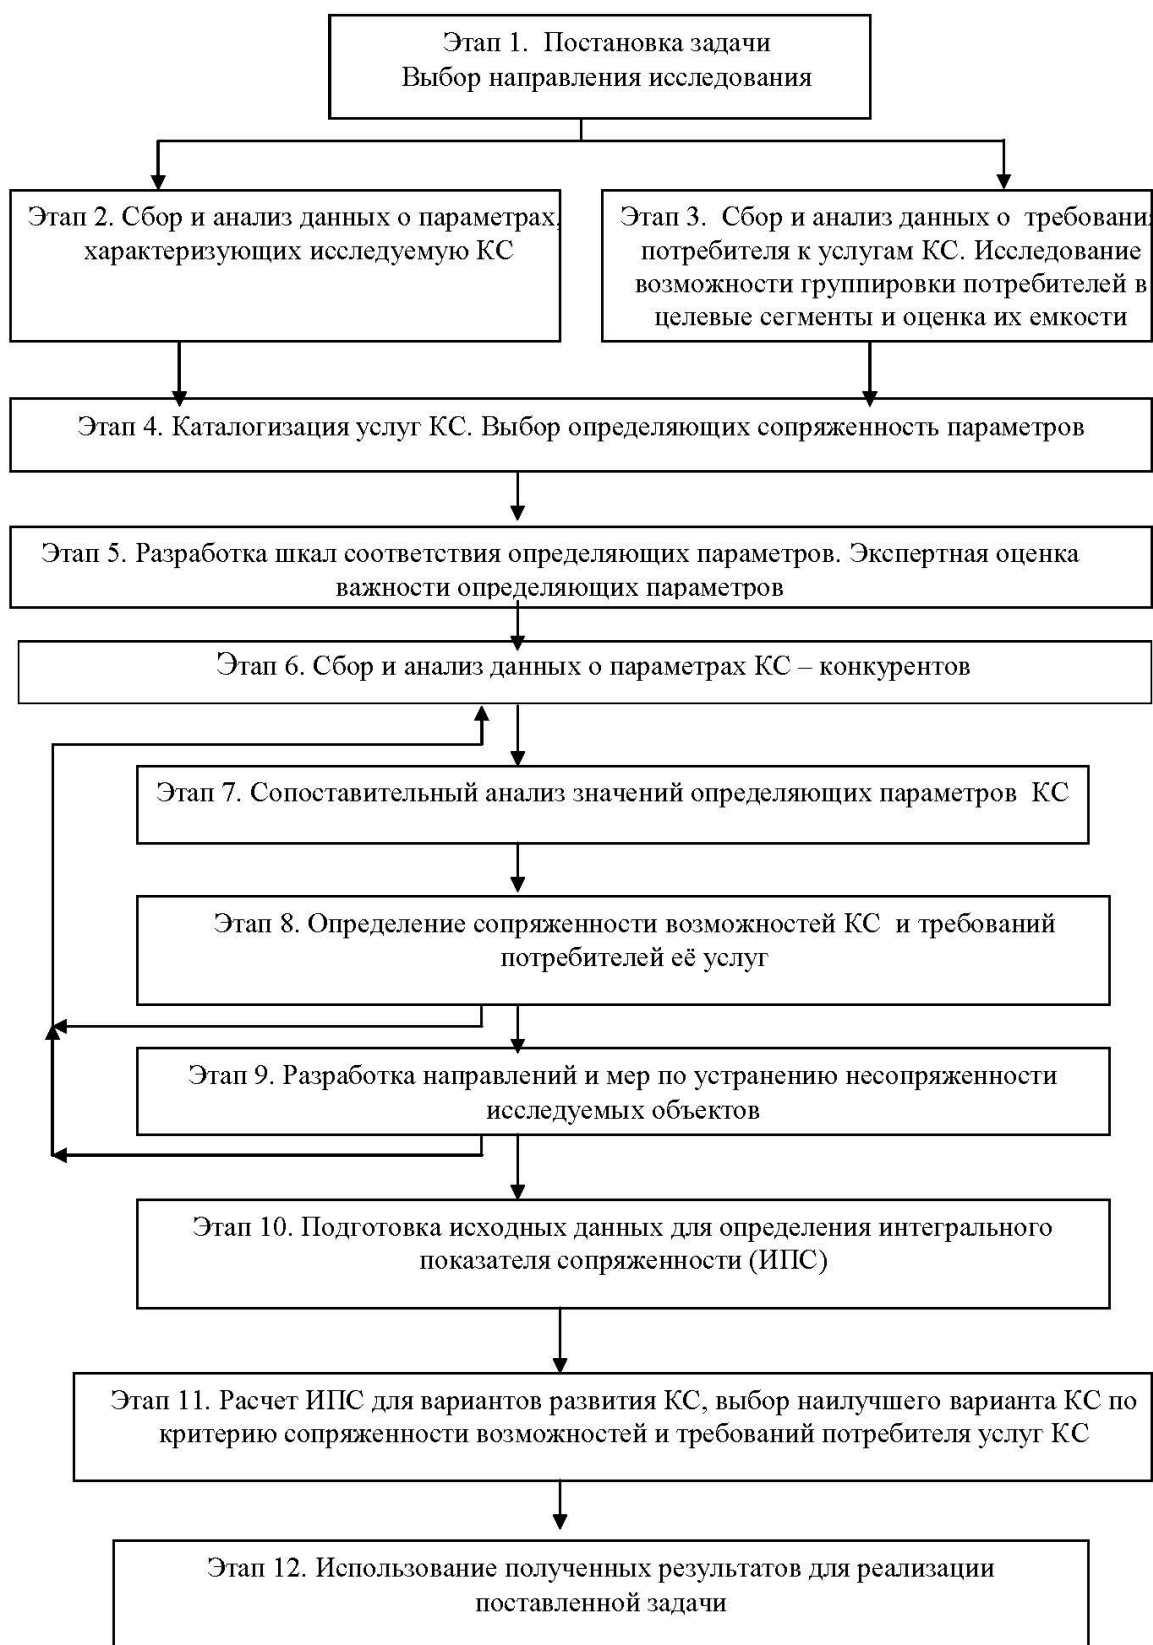 Этап 1. Постановка задачи
Выбор направления исследования
Этап 2. Сбор и анализ данных о параметрах,
характеризующих исследуемую КС
Этап 3. Сбор и анализ данных о требовани
потребителя к услугам КС. Исследование
возможности группировки потребителей в
целевые сегменты и оценка их емкости
Этап 4. Каталогизация услуг КС. Выбор определяющих сопряженность параметров
Этап 5. Разработка шкал соответствия определяющих параметров. Экспертная оценка
важности определяющих параметров
Этап 6. Сбор и анализ данных о параметрах КС – конкурентов
Этап 7. Сопоставительный анализ значений определяющих параметров КС
Этап 8. Определение сопряженности возможностей КС и требований
потребителей её услуг
Этап 9. Разработка направлений и мер по устранению несопряженности
исследуемых объектов
Этап 10. Подготовка исходных данных для определения интегрального
показателя сопряженности (ИПС)
Этап 11. Расчет ИПС для вариантов развития КС, выбор наилучшего варианта КС по
критерию сопряженности возможностей и требований потребителя услуг КС
Этап 12. Использование полученных результатов для реализации
поставленной задачи